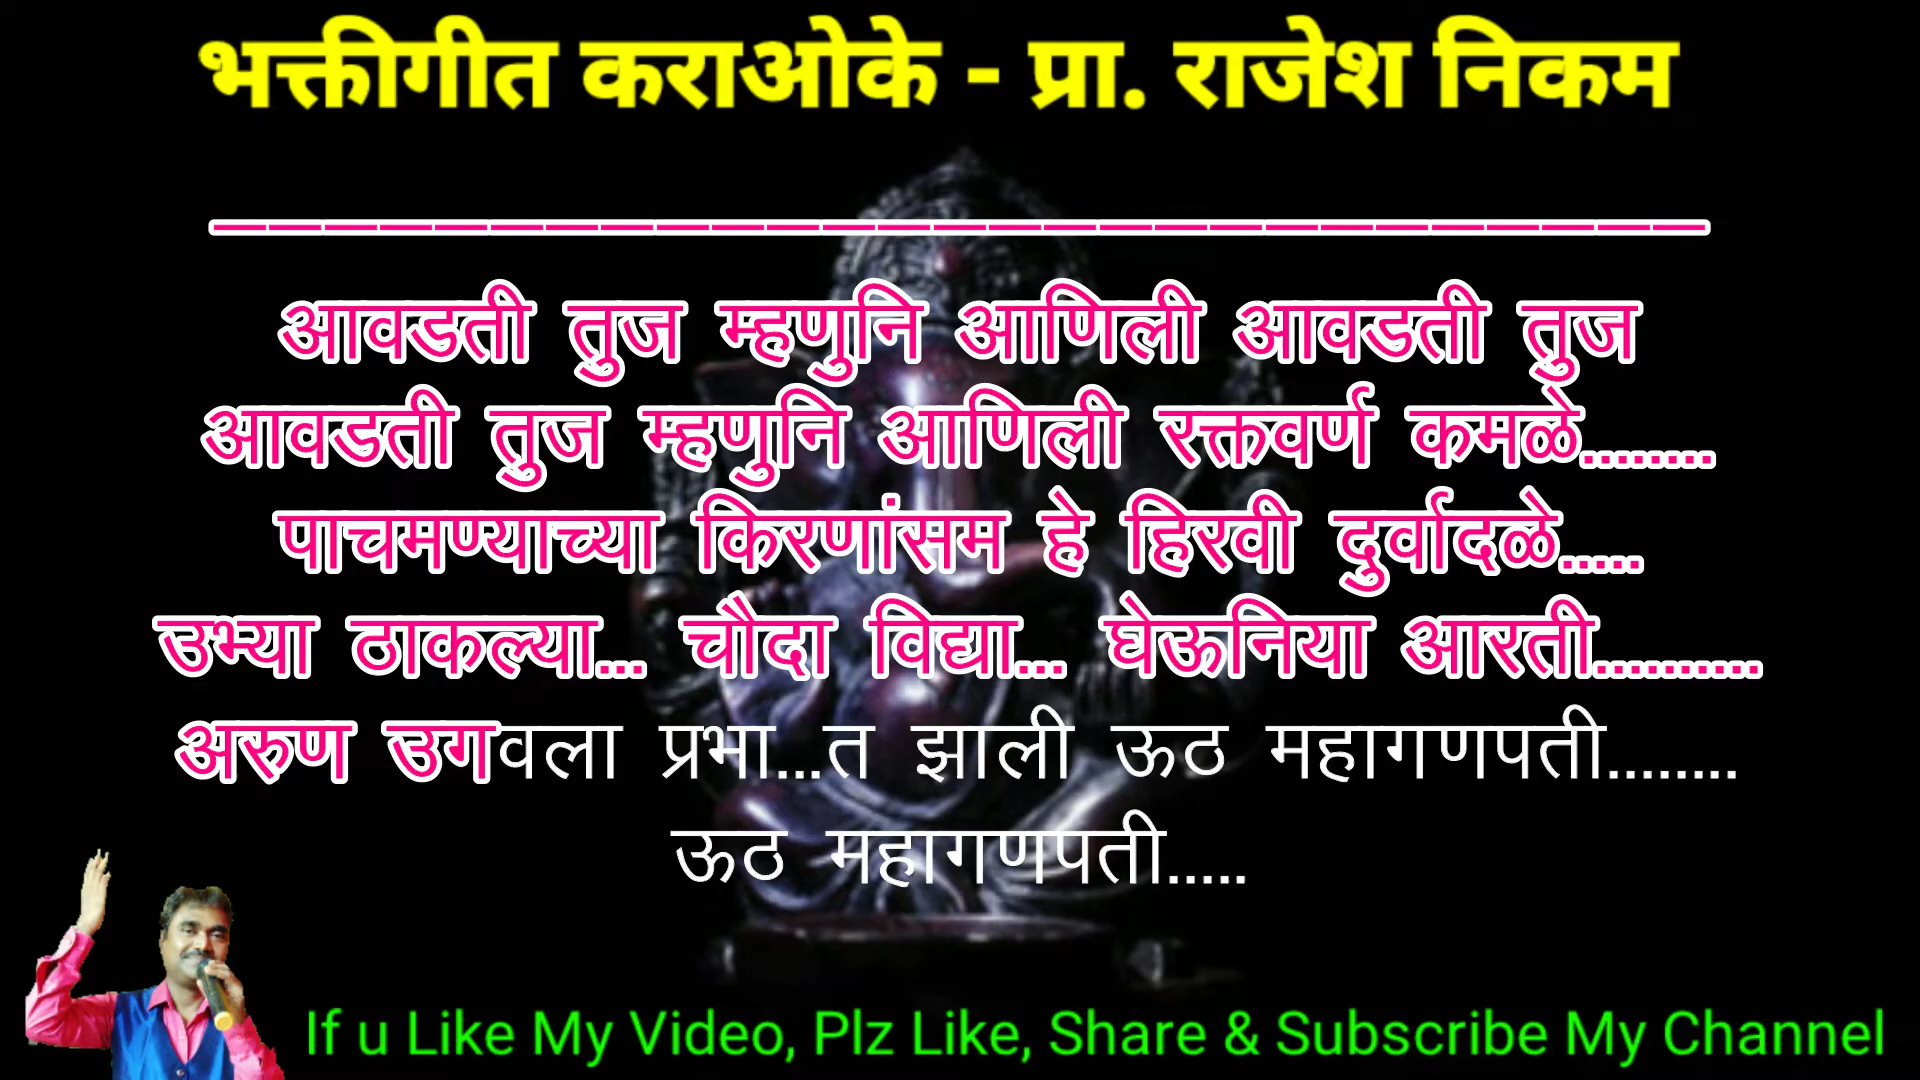 भक्तीगीत कराओके - प्रा. राजेश निकम
___________________________
आवडती तुज म्हणुनि आणिली आवडती तुज
आवडती तुज म्हणुनि आणिली रक्तवर्ण कमळे........
पाचमण्याच्या किरणांसम हे हिरवी दुर्वादळे.....
उभ्या ठाकल्या... चौदा विद्या... घेऊनिया आरती..........
अरुण उगवला प्रभा...त झाली ऊठ महागणपती........
ऊठ महागणपती.....
If u Like My Video, Plz Like, Share & Subscribe My Channel